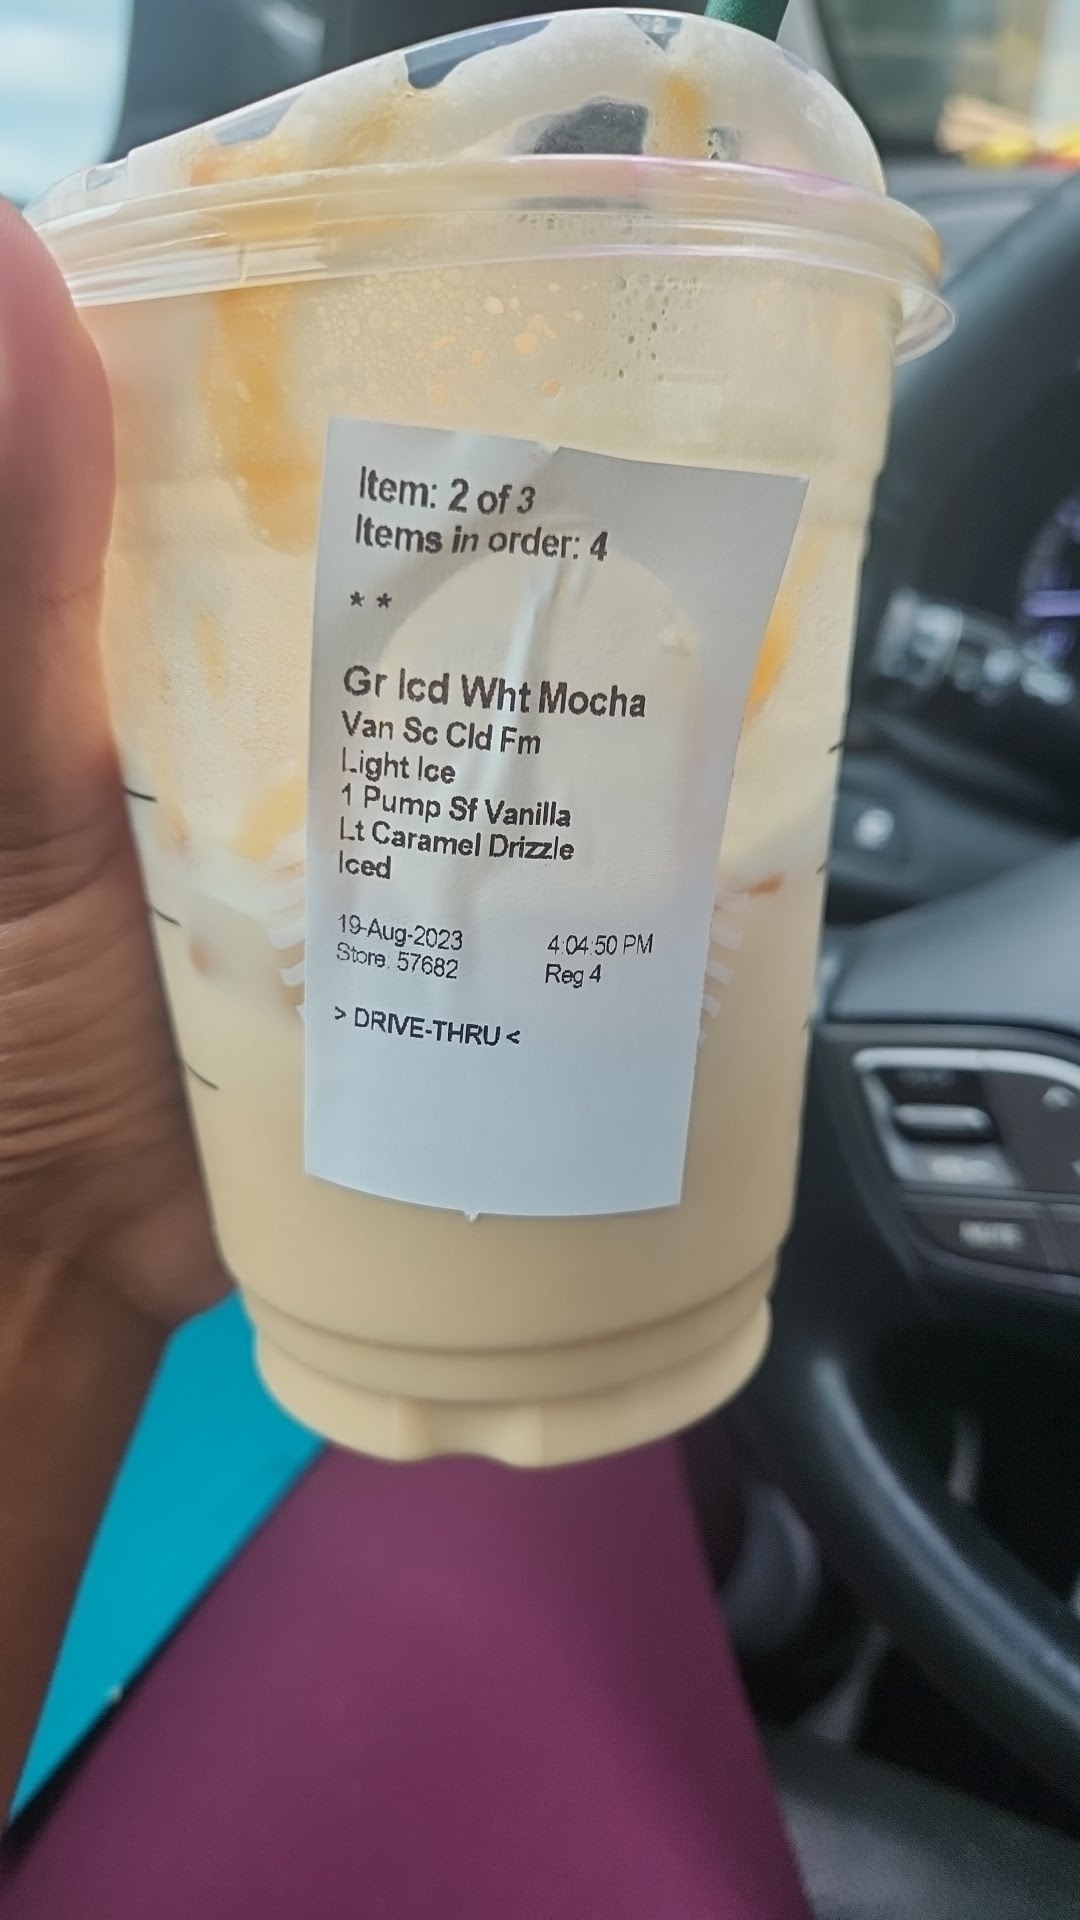 Item: 2 of 3
Items in order: 4
* *
Gr Icd Wht Mocha
Van Sc Cld Fm
Light Ice
1 Pump Sf Vanilla
Lt Caramel Drizzle
Iced
19-Aug-2023 4:04:50 PM
Store. 57682 Reg 4
> DRIVE-THRU <